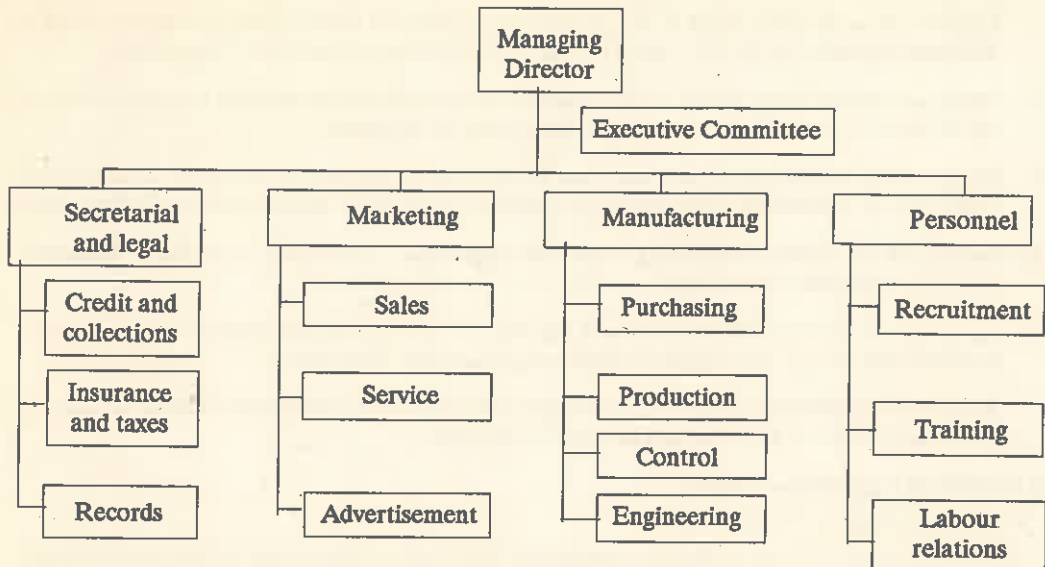 Managing
Director
Executive Committee
Secretarial
and legal
Marketing
Manufacturing
Personnel
Credit and
collections
Sales
Purchasing
Recruitment
Insurance
and taxes
Service
Production
Training
Control
Records
Advertisement
Engineering
Labour
relations